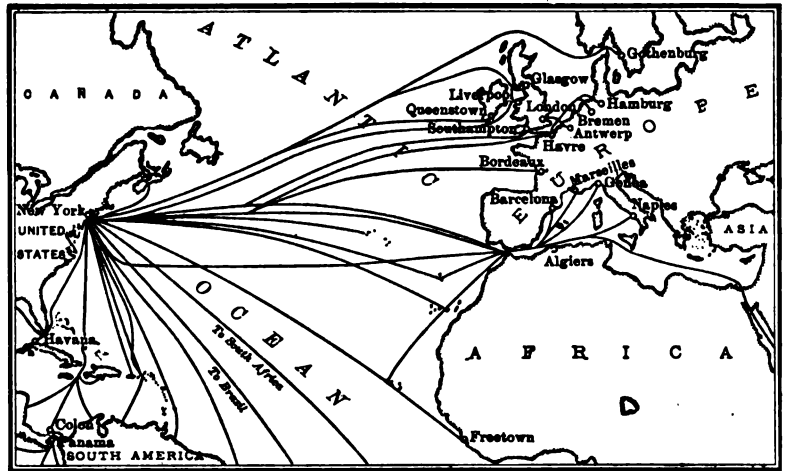 ATLANTIC
Gothenburg
Glasgow
CANADA
Liverpool
London
Hamburg
Queenstown
Bremen
Southampton
Antwerp
Havre
EUROPE
Bordeaux
Marseilles
Genoa
Barcelona
Naples
New York
UNITED
STATES
ASIA
Algiers
OCEAN
To South Africa
To Brazil
Havana
AFRICA
Colon
Panama
Freetown
SOUTH AMERICA